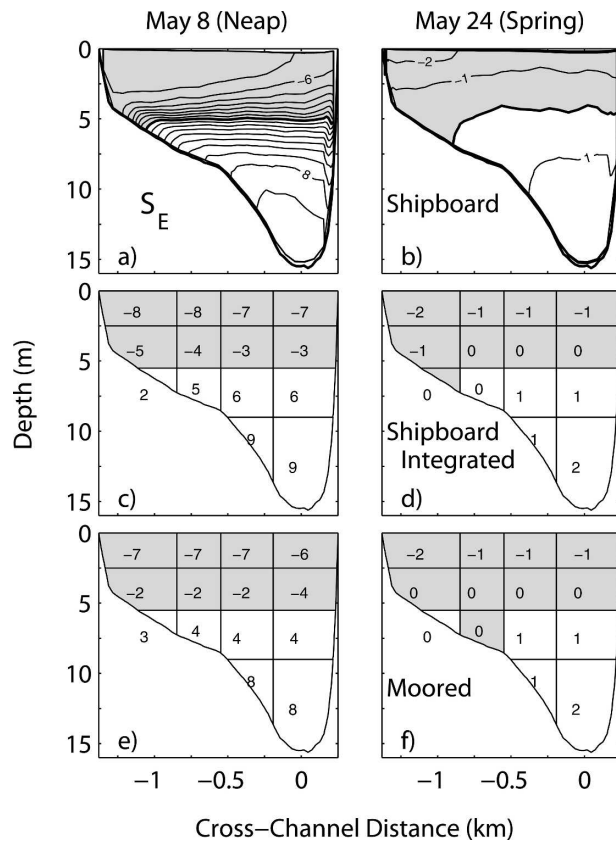 May 8 (Neap) May 24 (Spring)
0
5
10
15
−6
8
S_E
a)
−2
−1
1
Shipboard
b)
0
5
10
15
−8 −8 −7 −7
−5 −4 −3 −3
2 5 6 6
9 9
c)
−2 −1 −1 −1
−1 0 0 0
0 0 1 1
1 2
Shipboard
Integrated
d)
Depth (m)
0
5
10
15
−7 −7 −7 −6
−2 −2 −2 −4
3 4 4 4
8 8
e)
−2 −1 −1 −1
0 0 0 0
0 0 1 1
1 2
Moored
f)
−1 −0.5 0 −1 −0.5 0
Cross−Channel Distance (km)